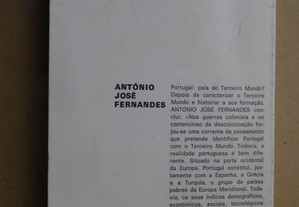 ANTÓNIO
JOSÉ
FERNANDES
Portugal: país do Terceiro Mundo?
Depois de caracterizar o Terceiro
Mundo e historiar a sua formação,
ANTÓNIO JOSÉ FERNANDES con-
clui: «Nas guerras coloniais e no
contencioso da descolonização for-
jou-se uma corrente de pensamento
que pretende identificar Portugal
com o Terceiro Mundo. Todavia, a
realidade portuguesa é bem dife-
rente. Situado na parte ocidental
da Europa, Portugal constitui, jun-
tamente com a Espanha, a Grécia
e a Turquia, o grupo de países
pobres da Europa Meridional. Toda-
via, os seus índices demográficos,
económicos, sociais, tecnológicos